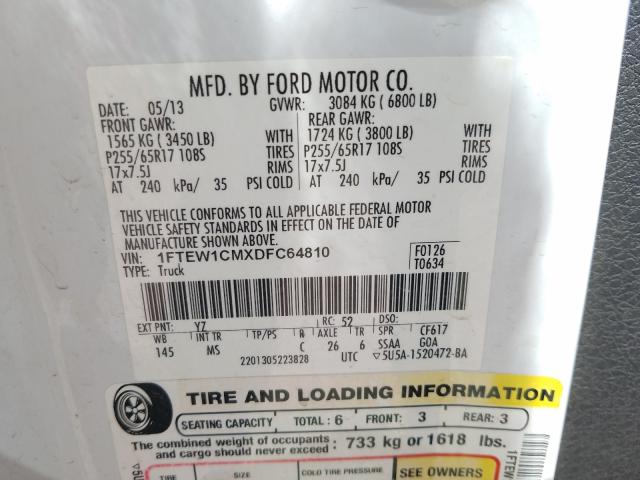 MFD. BY FORD MOTOR CO.
DATE: 05/13 GVWR: 3084 KG ( 6800 LB)
FRONT GAWR: REAR GAWR:
1565 KG ( 3450 LB) WITH 1724 KG ( 3800 LB) WITH
P255/65R17 108S TIRES P255/65R17 108S TIRES
17x7.5J RIMS 17x7.5J RIMS
AT 240 kPa/ 35 PSI COLD AT 240 kPa/ 35 PSI COLD
THIS VEHICLE CONFORMS TO ALL APPLICABLE FEDERAL MOTOR
VEHICLE SAFETY STANDARDS IN EFFECT ON THE DATE OF
MANUFACTURE SHOWN ABOVE.
VIN: 1FTEW1CMXDFC64810 F0126
TYPE: Truck T0634
EXT PNT: YZ RC: 52 DSO:
WB INT TR TP/PS R AXLE TR SPR CF617
145 MS C 26 6 SSAA GOA
2201305223828 UTC ▽5U5A-1520472-BA
TIRE AND LOADING INFORMATION
SEATING CAPACITY TOTAL : 6 FRONT: 3 REAR: 3
The combined weight of occupants
and cargo should never exceed : 733 kg or 1618 lbs.
TIRE SIZE COLD TIRE PRESSURE SEE OWNERS
▽5U
1FTEW